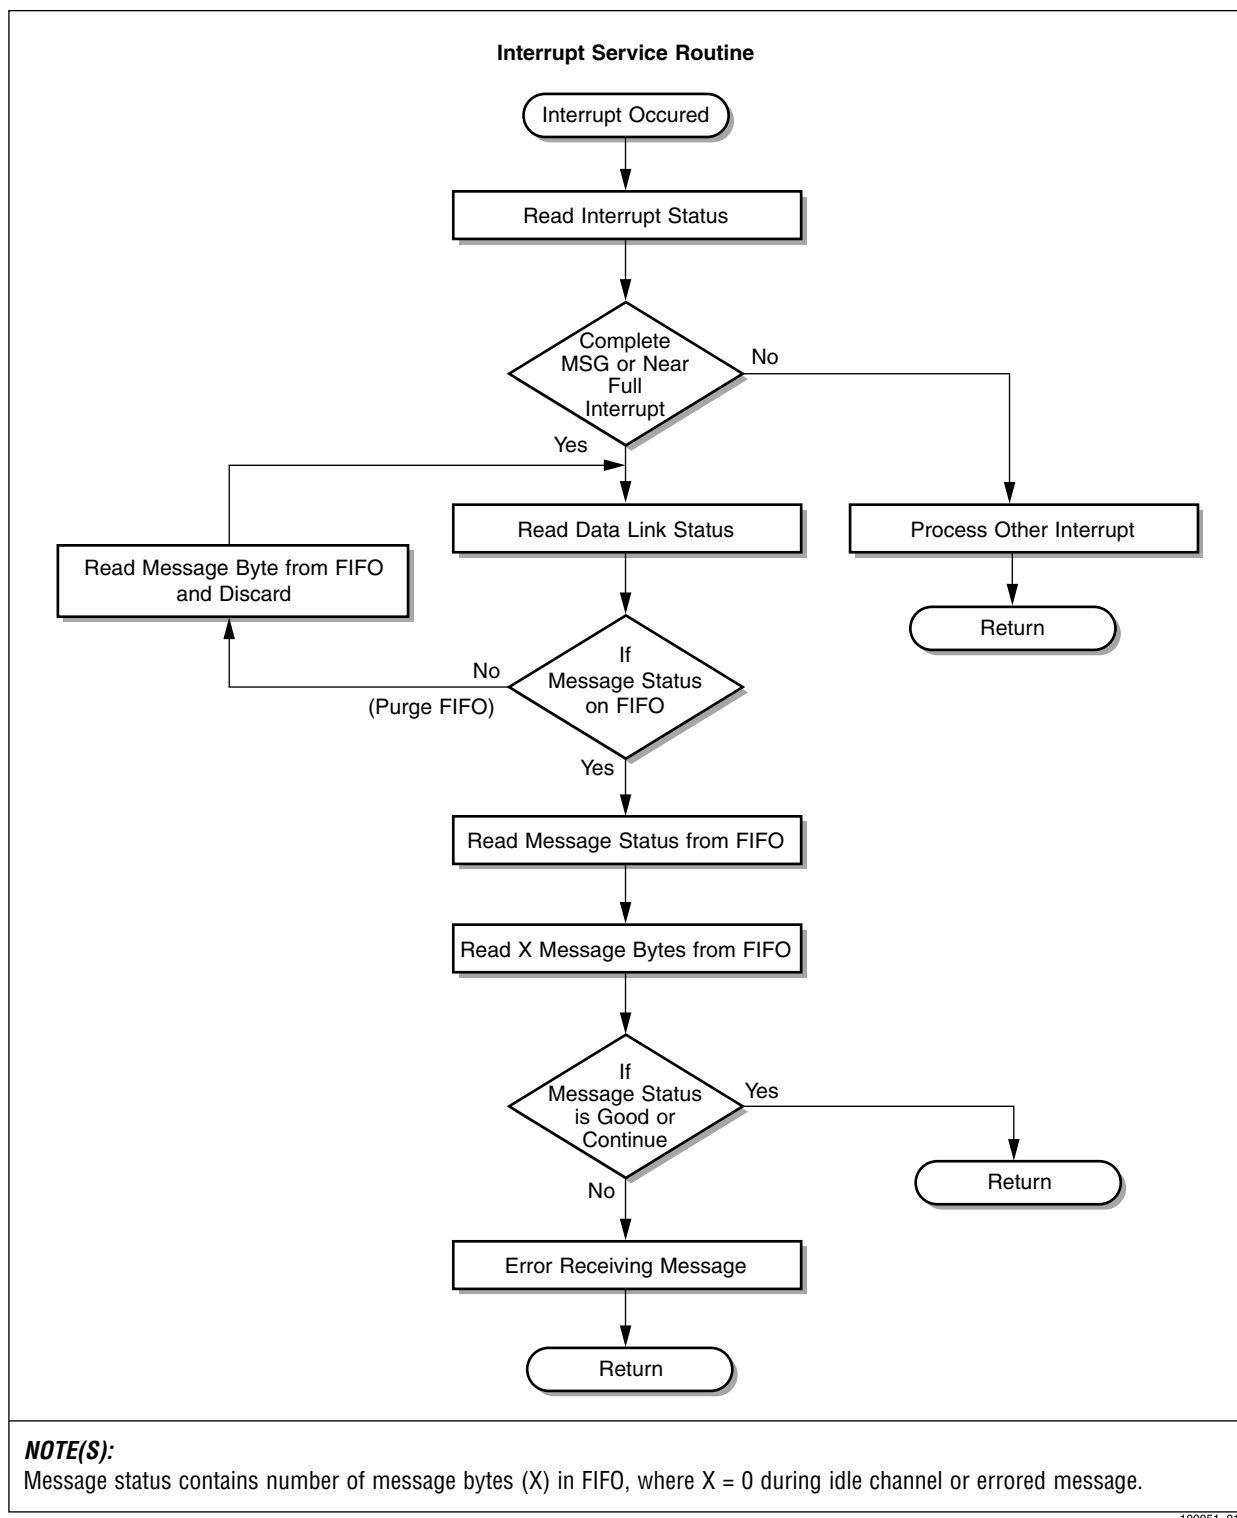 Interrupt Service Routine
Interrupt Occured
Read Interrupt Status
Complete
MSG or Near
Full
Interrupt
No
Yes
Read Data Link Status
Process Other Interrupt
Read Message Byte from FIFO
and Discard
Return
If
Message Status
on FIFO
No
(Purge FIFO)
Yes
Read Message Status from FIFO
Read X Message Bytes from FIFO
If
Message Status
is Good or
Continue
Yes
Return
No
Error Receiving Message
Return
NOTE(S):
Message status contains number of message bytes (X) in FIFO, where X = 0 during idle channel or errored message.